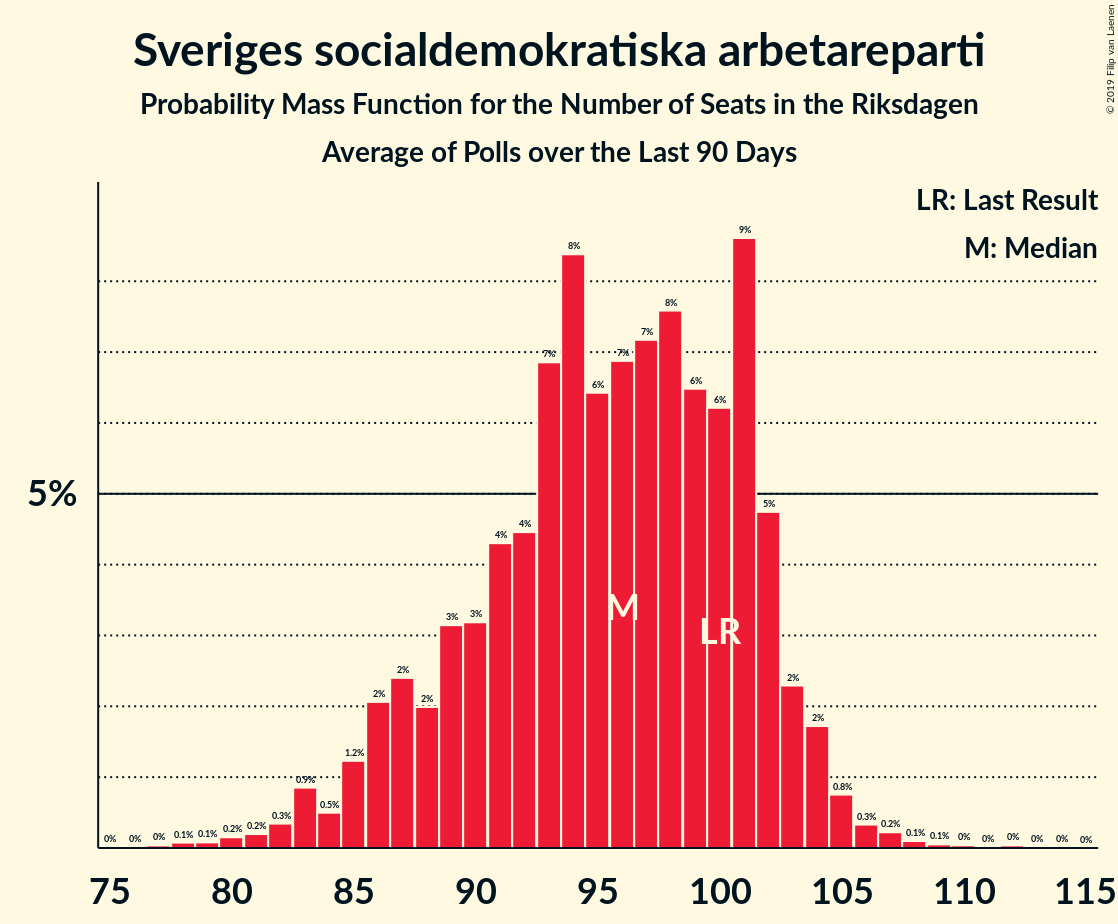 Sveriges socialdemokratiska arbetareparti
Probability Mass Function for the Number of Seats in the Riksdagen
Average of Polls over the Last 90 Days
© 2019 Filip van Laenen
LR: Last Result
M: Median
5%
0% 0% 0% 0.1% 0.1% 0.2% 0.2% 0.3% 0.9% 0.5% 1.2% 2% 2% 2% 3% 3% 4% 4% 7% 8% 6% 7% 7% 8% 6% 6% 9% 5% 2% 2% 0.8% 0.3% 0.2% 0.1% 0.1% 0% 0% 0% 0% 0% 0%
M
LR
75 80 85 90 95 100 105 110 115